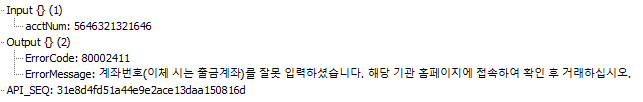 Input {} (1)
acctNum: 5646321321646
Output {} (2)
ErrorCode: 80002411
ErrorMessage: 계좌번호(이체 시는 출금계좌)를 잘못 입력하셨습니다. 해당 기관 홈페이지에 접속하여 확인 후 거래하십시오.
API_SEQ: 31e8d4fd51a44e9e2ace13daa150816d